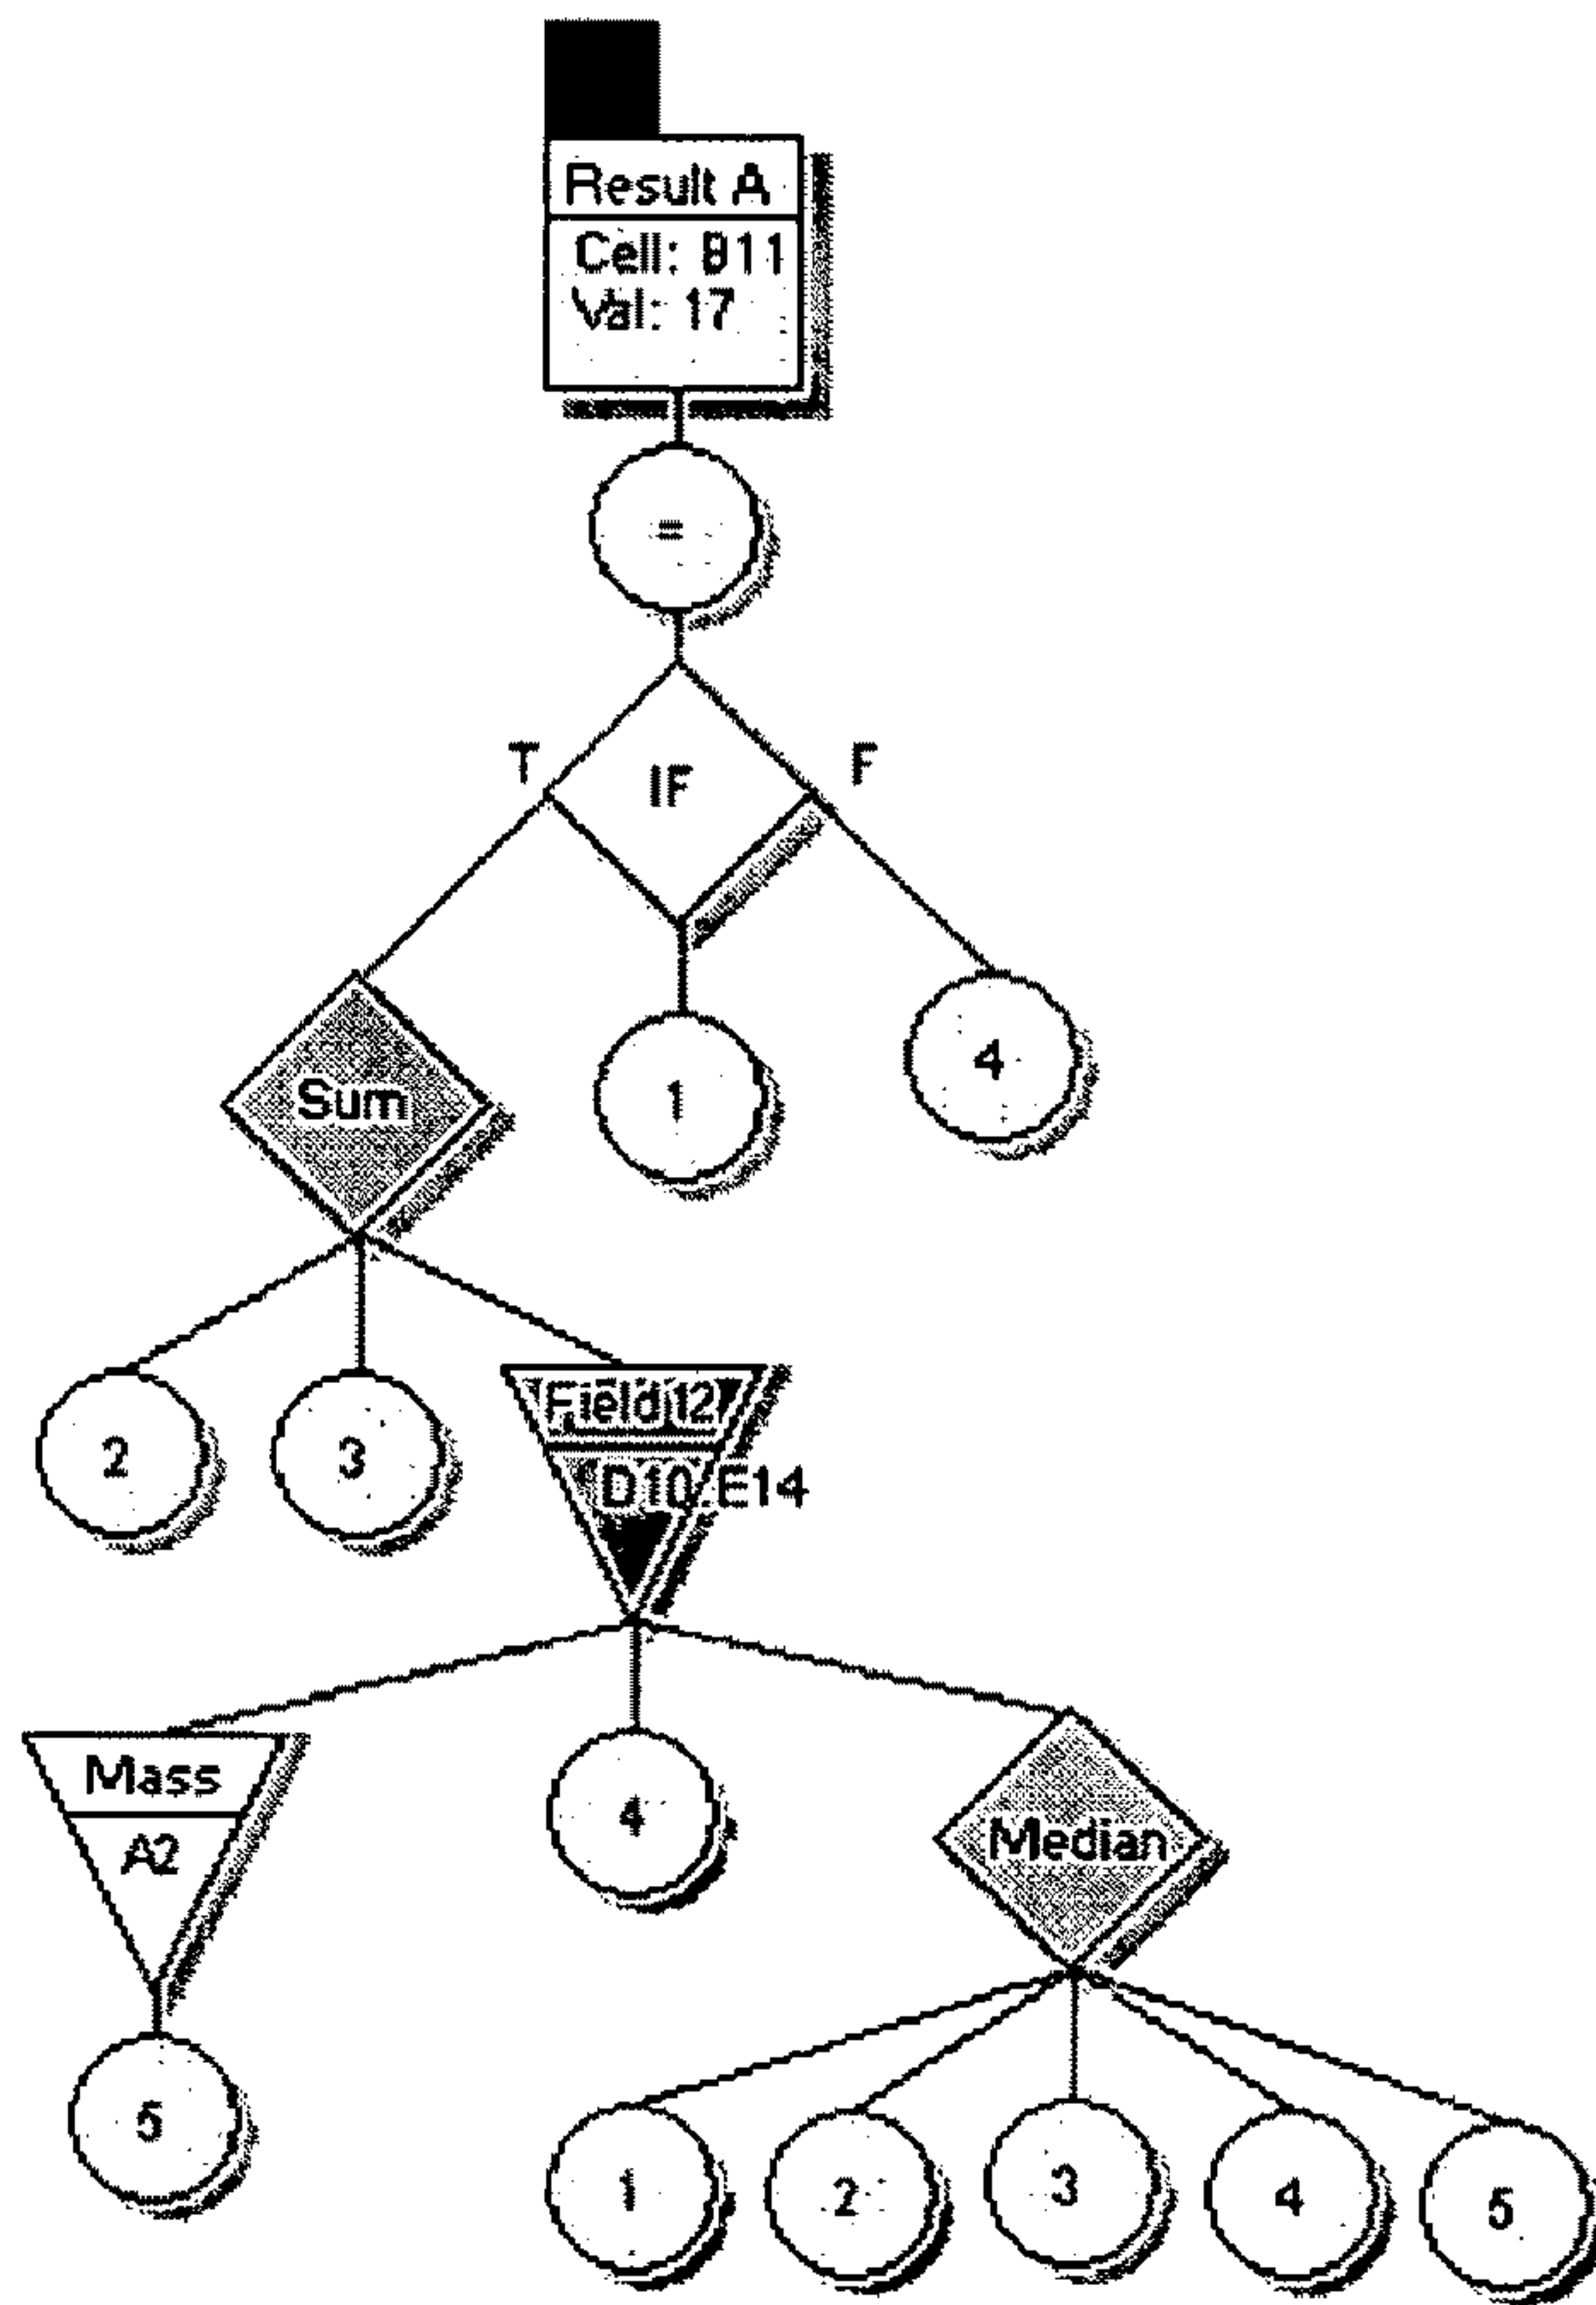 Result A
Cell: B11
Val: 17
=
T
IF
F
Sum
1
4
2
3
Field 12
D10:E14
Mass
A2
4
Median
5
1
2
3
4
5